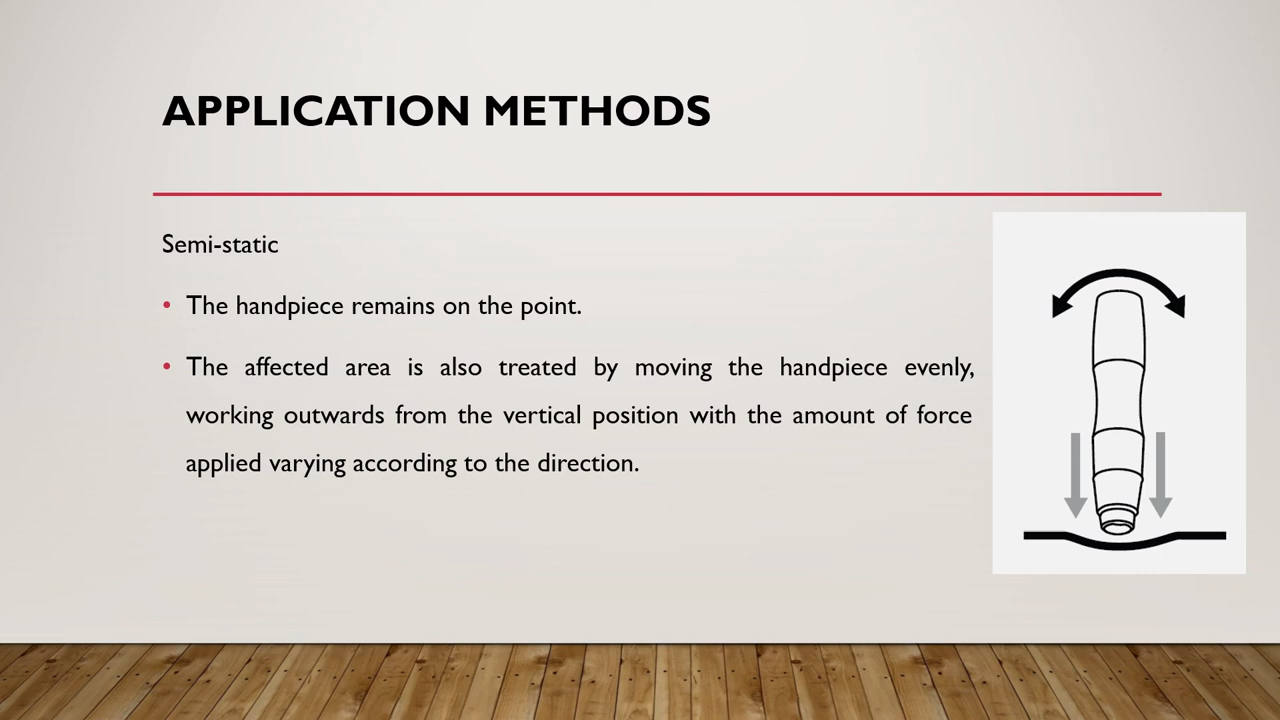 APPLICATION METHODS
Semi-static
• The handpiece remains on the point.
• The affected area is also treated by moving the handpiece evenly,
working outwards from the vertical position with the amount of force
applied varying according to the direction.